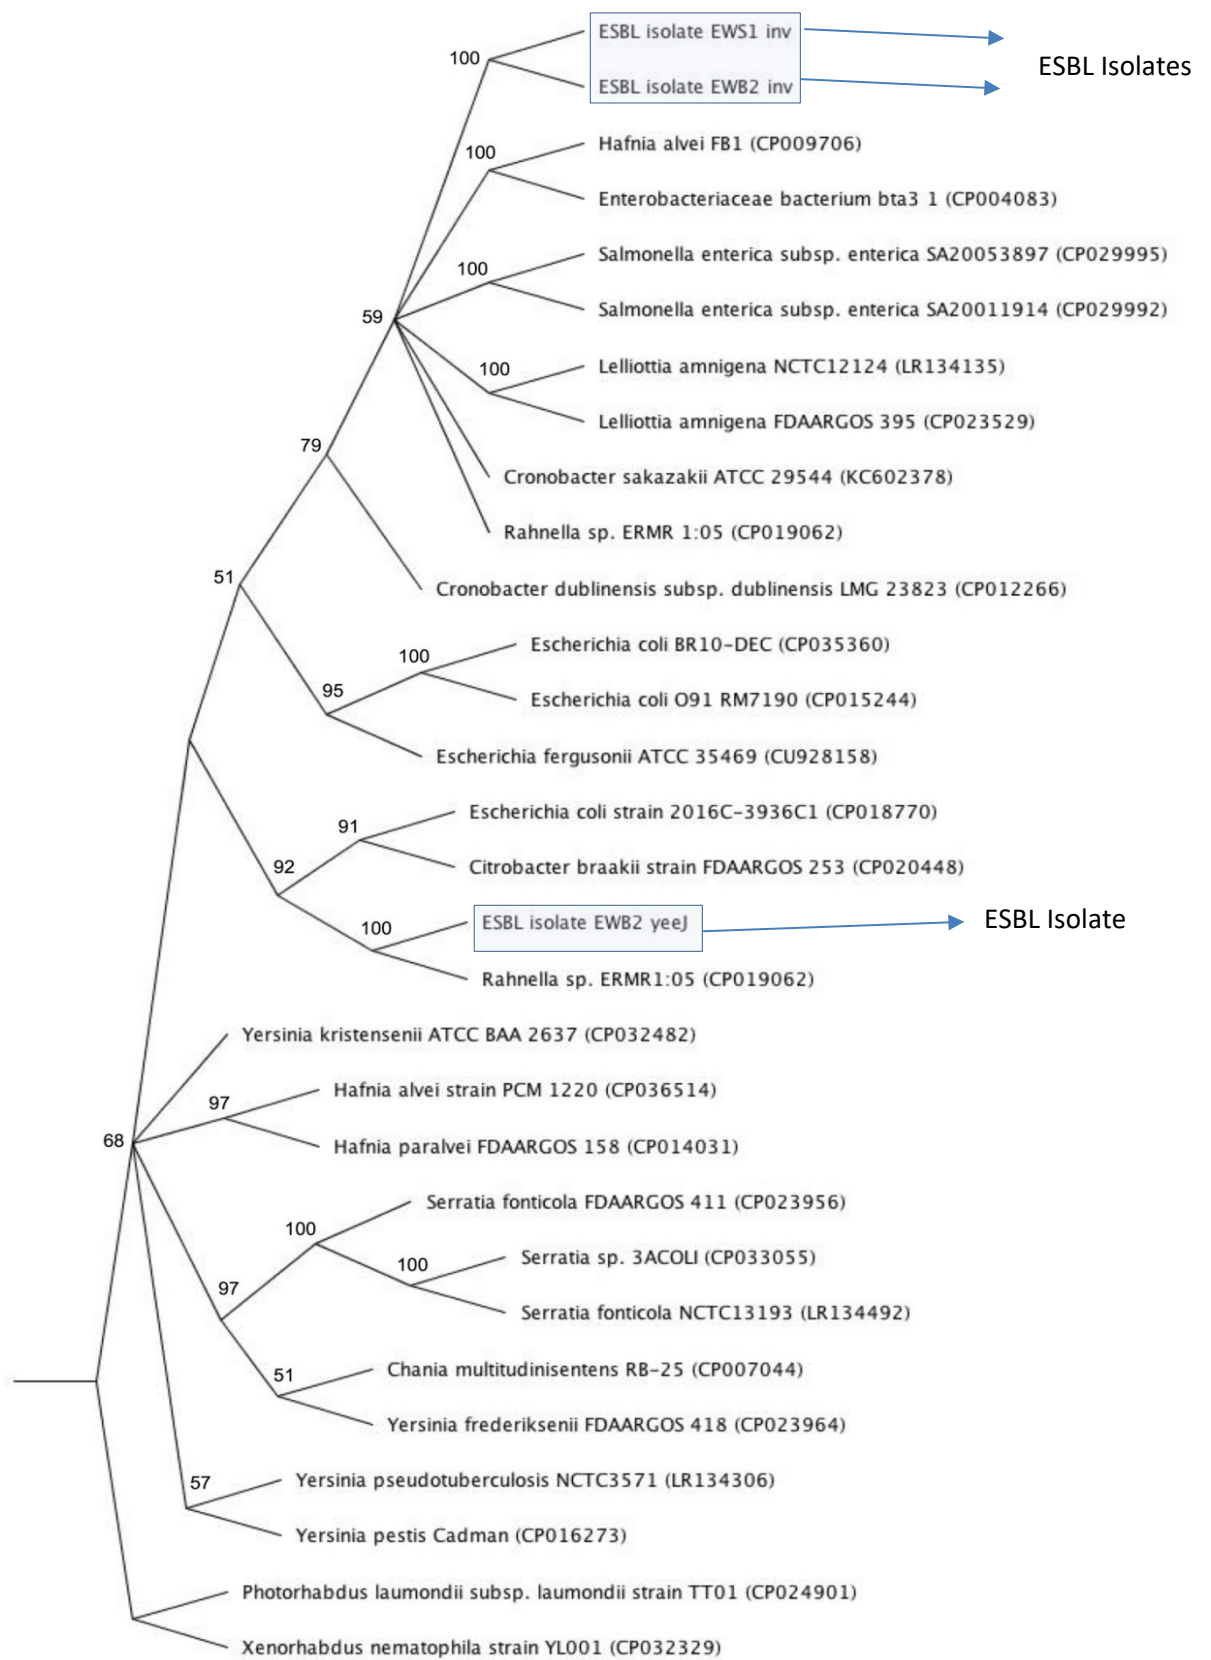 ESBL isolate EWS1 inv
100
ESBL Isolates
ESBL isolate EWB2 inv
Hafnia alvei FB1 (CP009706)
100
Enterobacteriaceae bacterium bta3 1 (CP004083)
Salmonella enterica subsp. enterica SA20053897 (CP029995)
100
Salmonella enterica subsp. enterica SA20011914 (CP029992)
59
Lelliottia amnigena NCTC12124 (LR134135)
100
Lelliottia amnigena FDAARGOS 395 (CP023529)
79
Cronobacter sakazakii ATCC 29544 (KC602378)
Rahnella sp. ERMR 1:05 (CP019062)
51
Cronobacter dublinensis subsp. dublinensis LMG 23823 (CP012266)
Escherichia coli BR10-DEC (CP035360)
100
95
Escherichia coli O91 RM7190 (CP015244)
Escherichia fergusonii ATCC 35469 (CU928158)
Escherichia coli strain 2016C-3936C1 (CP018770)
91
92
Citrobacter braakii strain FDAARGOS 253 (CP020448)
ESBL isolate EWB2 yeeJ
ESBL Isolate
100
Rahnella sp. ERMR1:05 (CP019062)
Yersinia kristensenii ATCC BAA 2637 (CP032482)
Hafnia alvei strain PCM 1220 (CP036514)
97
68
Hafnia paralvei FDAARGOS 158 (CP014031)
Serratia fonticola FDAARGOS 411 (CP023956)
100
Serratia sp. 3ACOLI (CP033055)
100
97
Serratia fonticola NCTC13193 (LR134492)
Chania multitudinisentens RB-25 (CP007044)
51
Yersinia frederiksenii FDAARGOS 418 (CP023964)
Yersinia pseudotuberculosis NCTC3571 (LR134306)
57
Yersinia pestis Cadman (CP016273)
Photorhabdus laumondii subsp. laumondii strain TT01 (CP024901)
Xenorhabdus nematophila strain YL001 (CP032329)